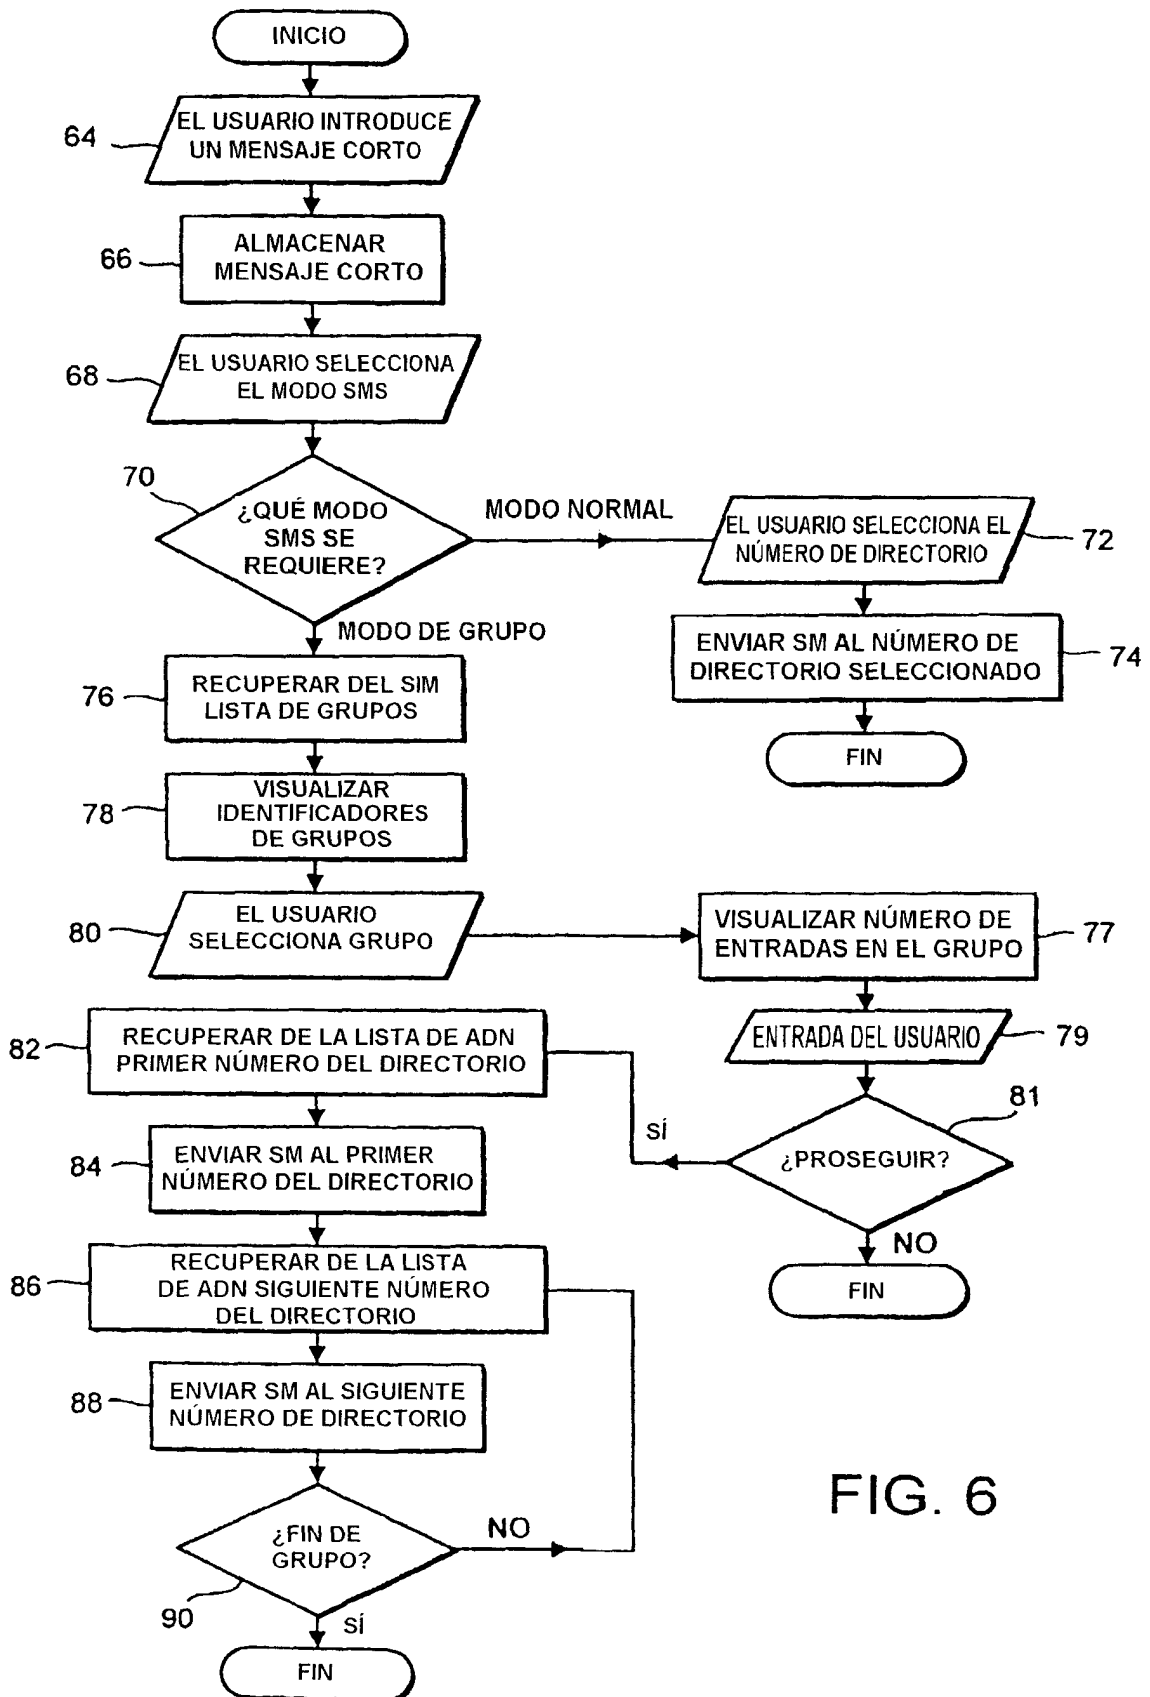 INICIO
64
EL USUARIO INTRODUCE
UN MENSAJE CORTO
66
ALMACENAR
MENSAJE CORTO
68
EL USUARIO SELECCIONA
EL MODO SMS
70
¿QUÉ MODO
SMS SE
REQUIERE?
MODO NORMAL
EL USUARIO SELECCIONA EL
NÚMERO DE DIRECTORIO
72
ENVIAR SM AL NÚMERO DE
DIRECTORIO SELECCIONADO
74
FIN
MODO DE GRUPO
76
RECUPERAR DEL SIM
LISTA DE GRUPOS
78
VISUALIZAR
IDENTIFICADORES
DE GRUPOS
80
EL USUARIO
SELECCIONA GRUPO
VISUALIZAR NÚMERO DE
ENTRADAS EN EL GRUPO
77
ENTRADA DEL USUARIO
79
81
¿PROSEGUIR?
SÍ
NO
FIN
82
RECUPERAR DE LA LISTA DE ADN
PRIMER NÚMERO DEL DIRECTORIO
84
ENVIAR SM AL PRIMER
NÚMERO DEL DIRECTORIO
86
RECUPERAR DE LA LISTA
DE ADN SIGUIENTE NÚMERO
DEL DIRECTORIO
88
ENVIAR SM AL SIGUIENTE
NÚMERO DE DIRECTORIO
¿FIN DE
GRUPO?
90
NO
SÍ
FIN
FIG. 6